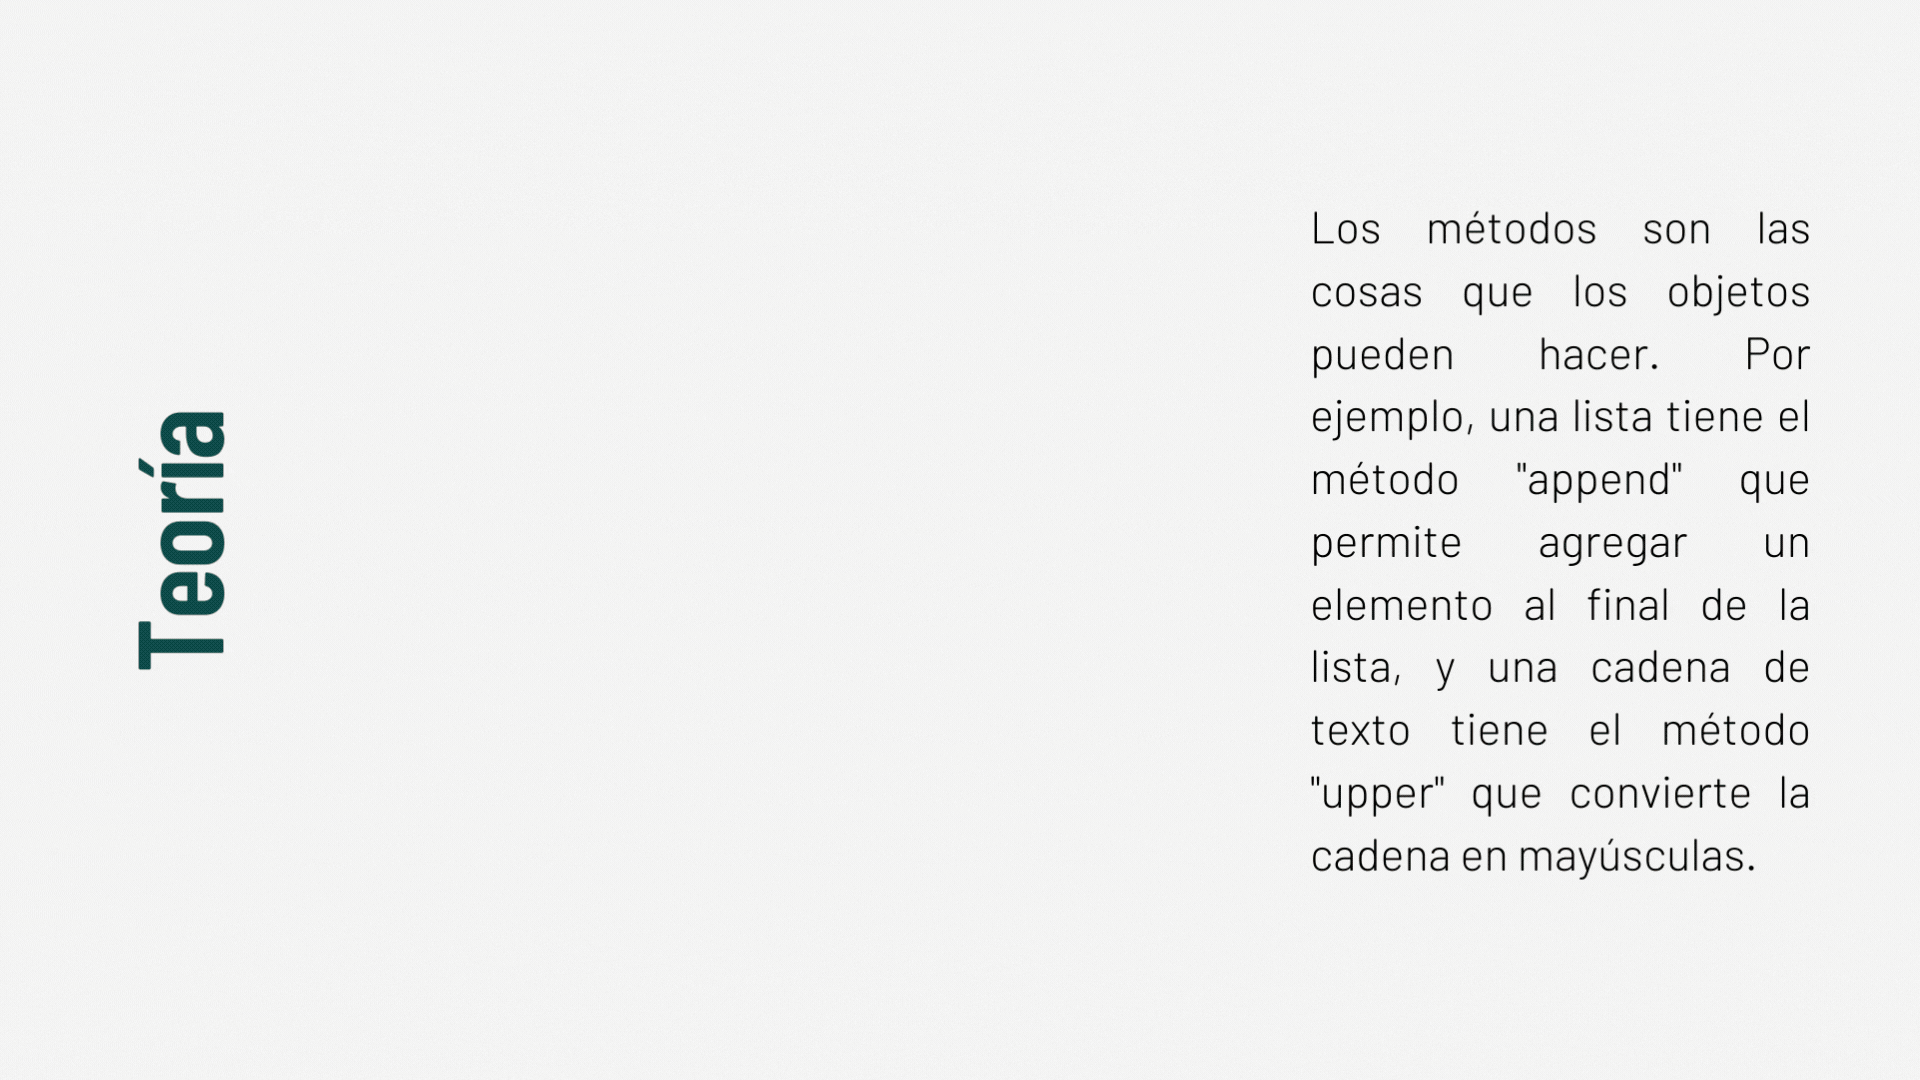 Teoría
Los métodos son las
cosas que los objetos
pueden hacer. Por
ejemplo, una lista tiene el
método "append" que
permite agregar un
elemento al final de la
lista, y una cadena de
texto tiene el método
"upper" que convierte la
cadena en mayúsculas.